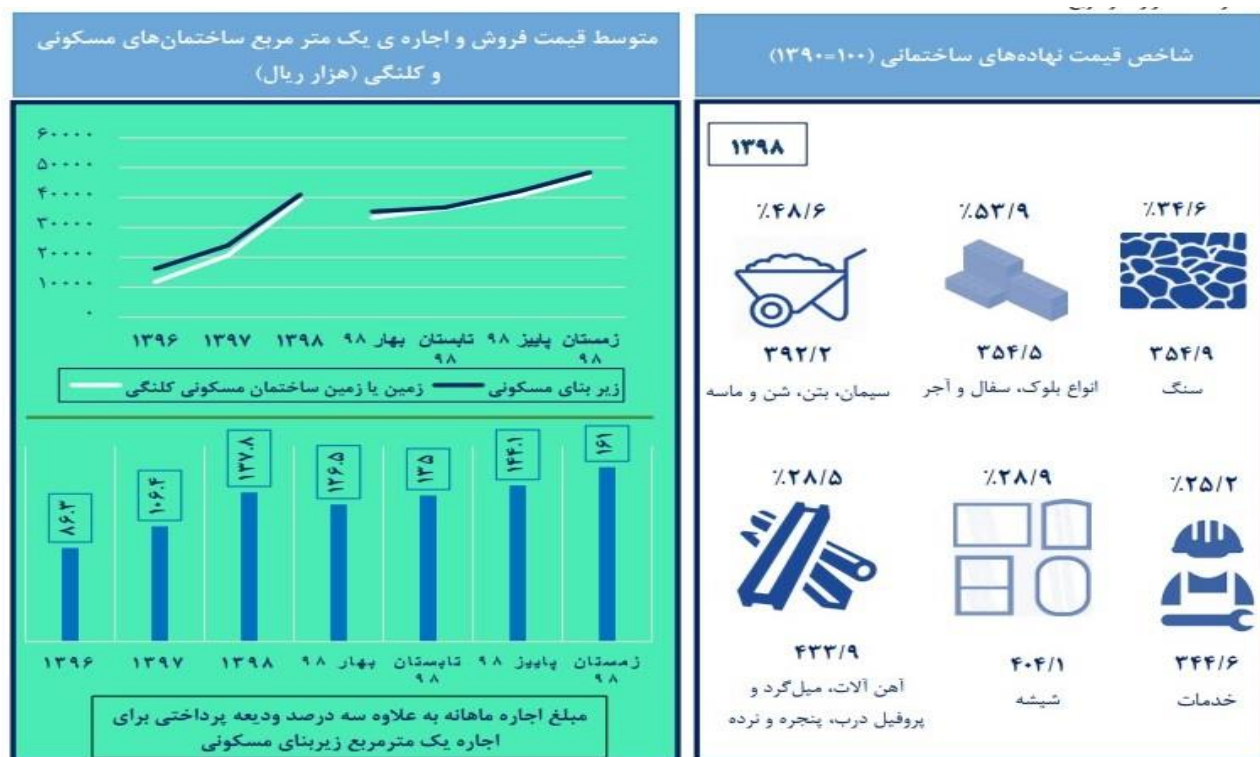 شاخص قیمت نهاده‌های ساختمانی (۱۰۰=۱۳۹۰)
۱۳۹۸
٪۳۴/۶
٪۵۳/۹
٪۴۸/۶
۳۵۴/۹
۳۵۴/۵
۳۹۲/۲
سنگ
انواع بلوک، سفال و آجر
سیمان، بتن، شن و ماسه
٪۲۵/۲
٪۲۸/۹
٪۲۸/۵
۳۴۴/۶
۴۰۴/۱
۴۳۳/۹
خدمات
شیشه
آهن آلات، میل‌گرد و
پروفیل درب، پنجره و نرده
متوسط قیمت فروش و اجاره ی یک متر مربع ساختمان‌های مسکونی
و کلنگی (هزار ریال)
۶۰۰۰۰
۵۰۰۰۰
۴۰۰۰۰
۳۰۰۰۰
۲۰۰۰۰
۱۰۰۰۰
۰
۱۳۹۶
۱۳۹۷
۱۳۹۸
بهار ۹۸
تابستان
۹۸
پاییز ۹۸
زمستان
۹۸
زیر بنای مسکونی
زمین یا زمین ساختمان مسکونی کلنگی
۸۶.۳
۱۰۶.۴
۱۳۷.۸
۱۲۶.۵
۱۳۵
۱۴۴.۱
۱۶۱
۱۳۹۶
۱۳۹۷
۱۳۹۸
بهار ۹۸
تابستان
۹۸
پاییز ۹۸
زمستان
۹۸
مبلغ اجاره ماهانه به علاوه سه درصد ودیعه پرداختی برای
اجاره یک مترمربع زیربنای مسکونی